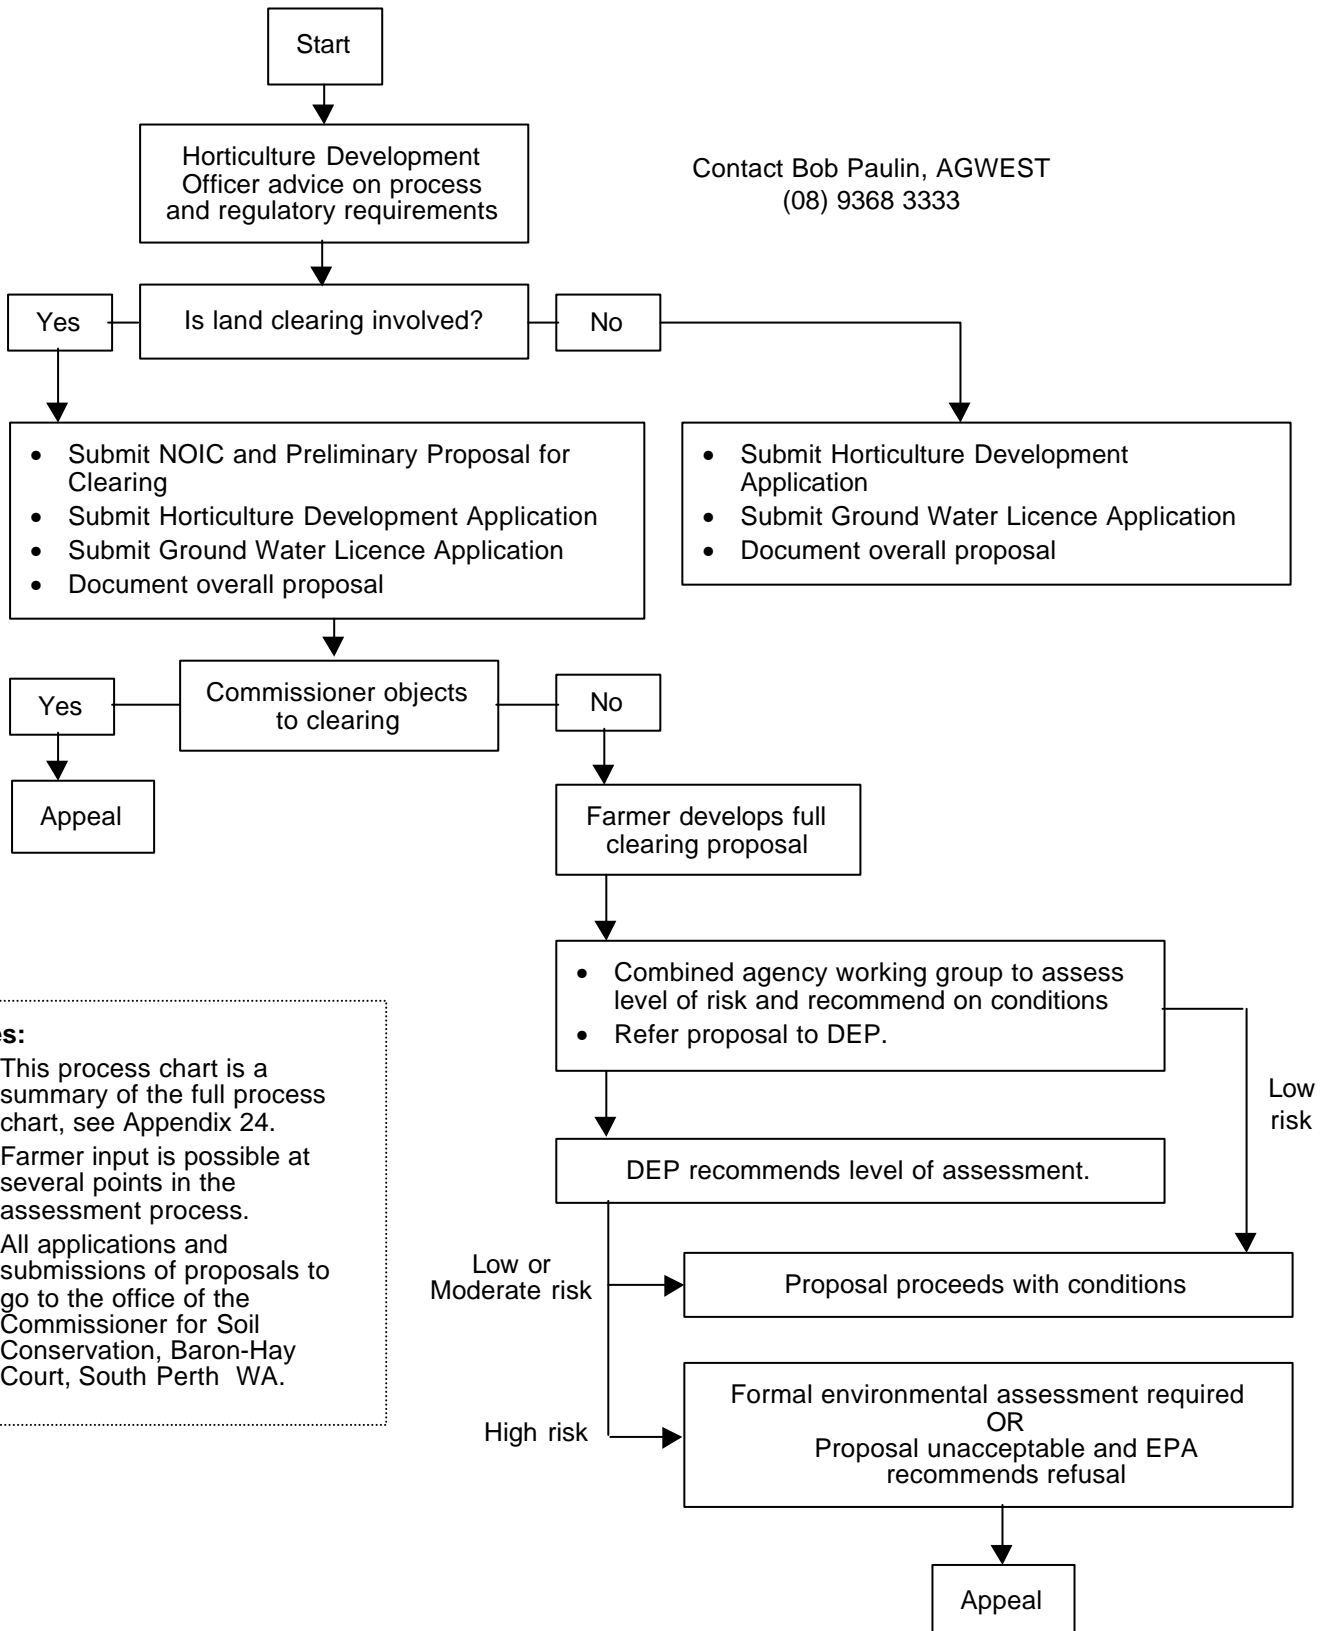 Start
Horticulture Development
Officer advice on process
and regulatory requirements
Contact Bob Paulin, AGWEST
(08) 9368 3333
Yes
Is land clearing involved?
No
• Submit NOIC and Preliminary Proposal for
Clearing
• Submit Horticulture Development Application
• Submit Ground Water Licence Application
• Document overall proposal
• Submit Horticulture Development
Application
• Submit Ground Water Licence Application
• Document overall proposal
Yes
Commissioner objects
to clearing
No
Appeal
Farmer develops full
clearing proposal
• Combined agency working group to assess
level of risk and recommend on conditions
• Refer proposal to DEP.
Low
risk
DEP recommends level of assessment.
Low or
Moderate risk
Proposal proceeds with conditions
High risk
Formal environmental assessment required
OR
Proposal unacceptable and EPA
recommends refusal
Appeal
es:
This process chart is a
summary of the full process
chart, see Appendix 24.
Farmer input is possible at
several points in the
assessment process.
All applications and
submissions of proposals to
go to the office of the
Commissioner for Soil
Conservation, Baron-Hay
Court, South Perth WA.